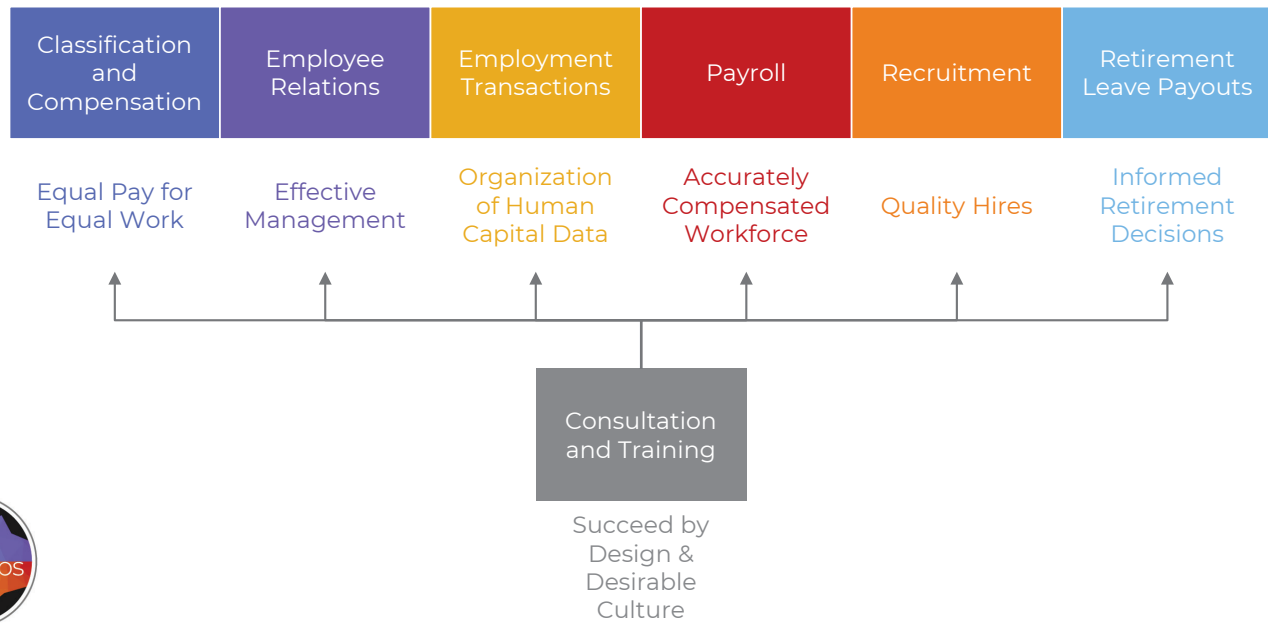 Classification
and
Compensation
Employee
Relations
Employment
Transactions
Payroll
Recruitment
Retirement
Leave Payouts
Equal Pay for
Equal Work
Effective
Management
Organization
of Human
Capital Data
Accurately
Compensated
Workforce
Quality Hires
Informed
Retirement
Decisions
Consultation
and Training
Succeed by
Design &
Desirable
Culture